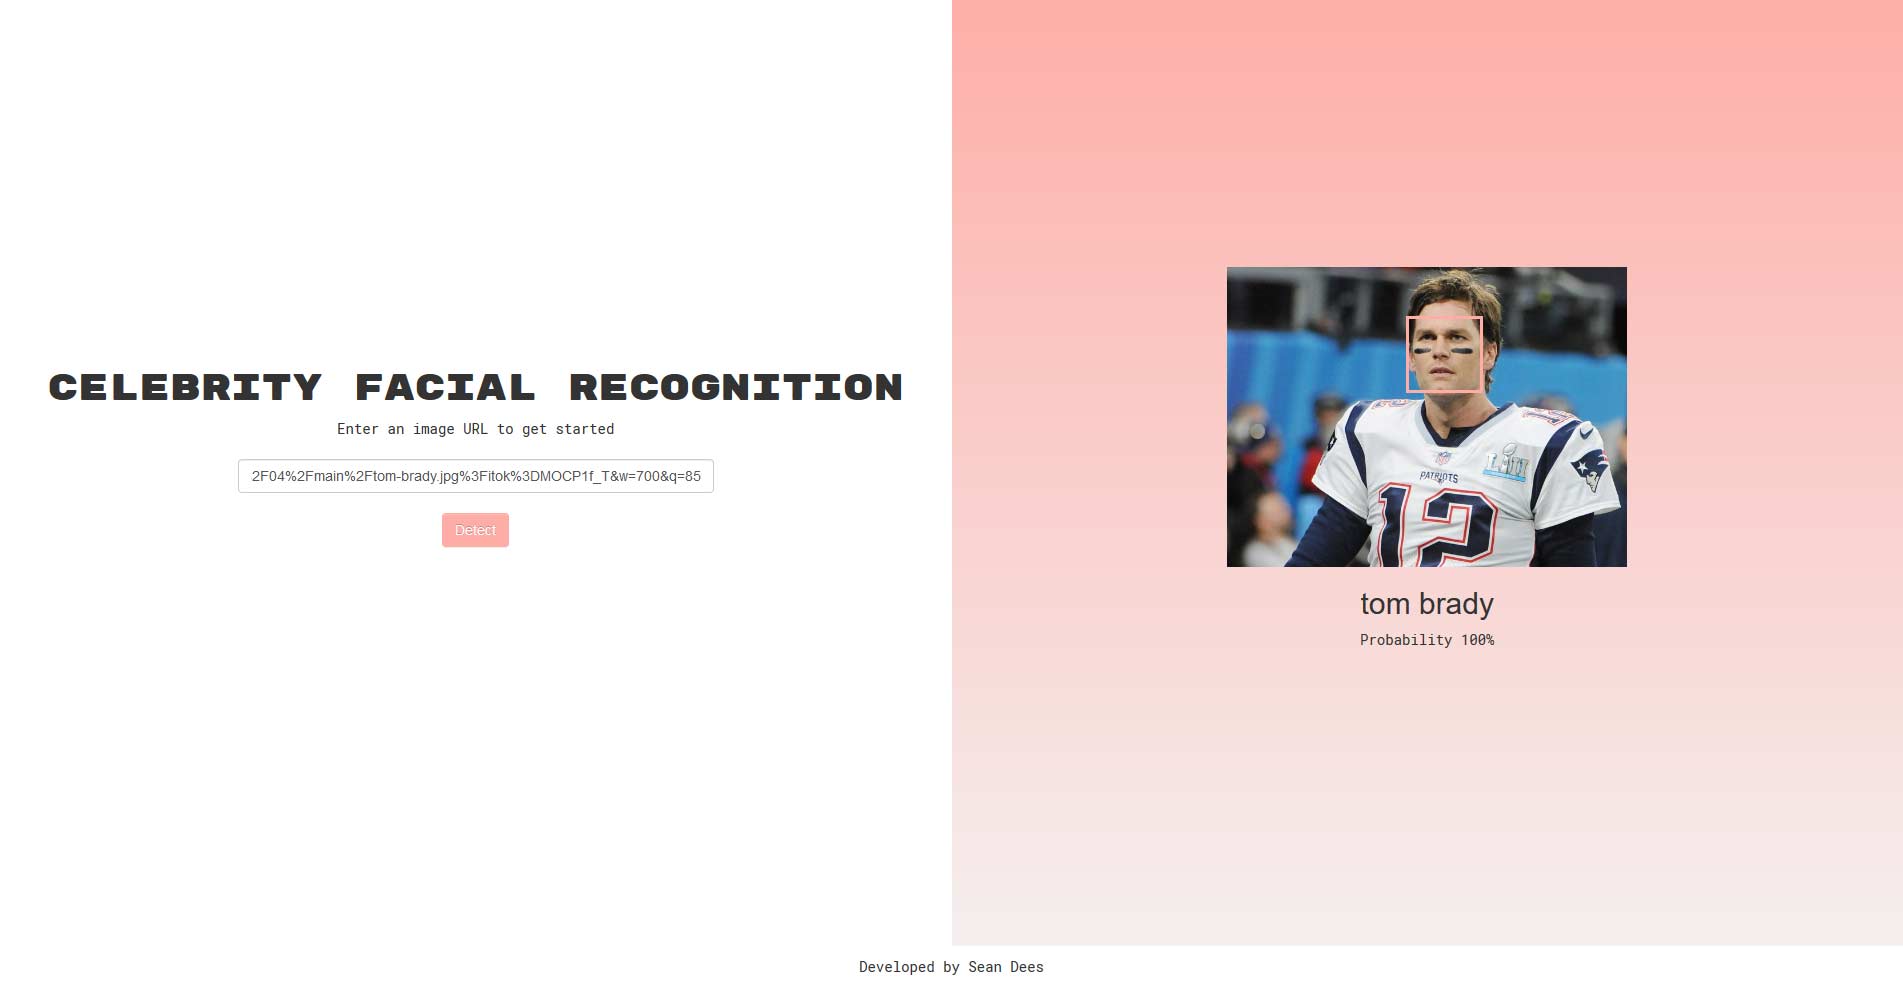 CELEBRITY FACIAL RECOGNITION
Enter an image URL to get started
2F04%2Fmain%2Ftom-brady.jpg%3Fitok%3DMOCP1f_T&w=700&q=85
Detect
LII
PATRIOTS
12
tom brady
Probability 100%
Developed by Sean Dees